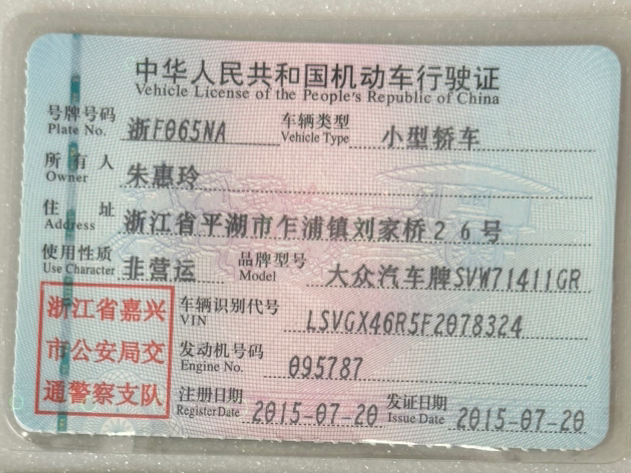 中华人民共和国机动车行驶证
Vehicle License of the People's Republic of China
号牌号码 浙F065NA 车辆类型 小型轿车
Plate No. Vehicle Type
所有人 朱惠玲
Owner
住址 浙江省平湖市乍浦镇刘家桥26号
Address
使用性质 非营运 品牌型号 大众汽车牌SVW71411GR
Use Character Model
浙江省嘉兴
市公安局交
通警察支队
车辆识别代号 LSVGX46R5F2078324
VIN
发动机号码 095787
Engine No.
注册日期 2015-07-20 发证日期 2015-07-20
Register Date Issue Date